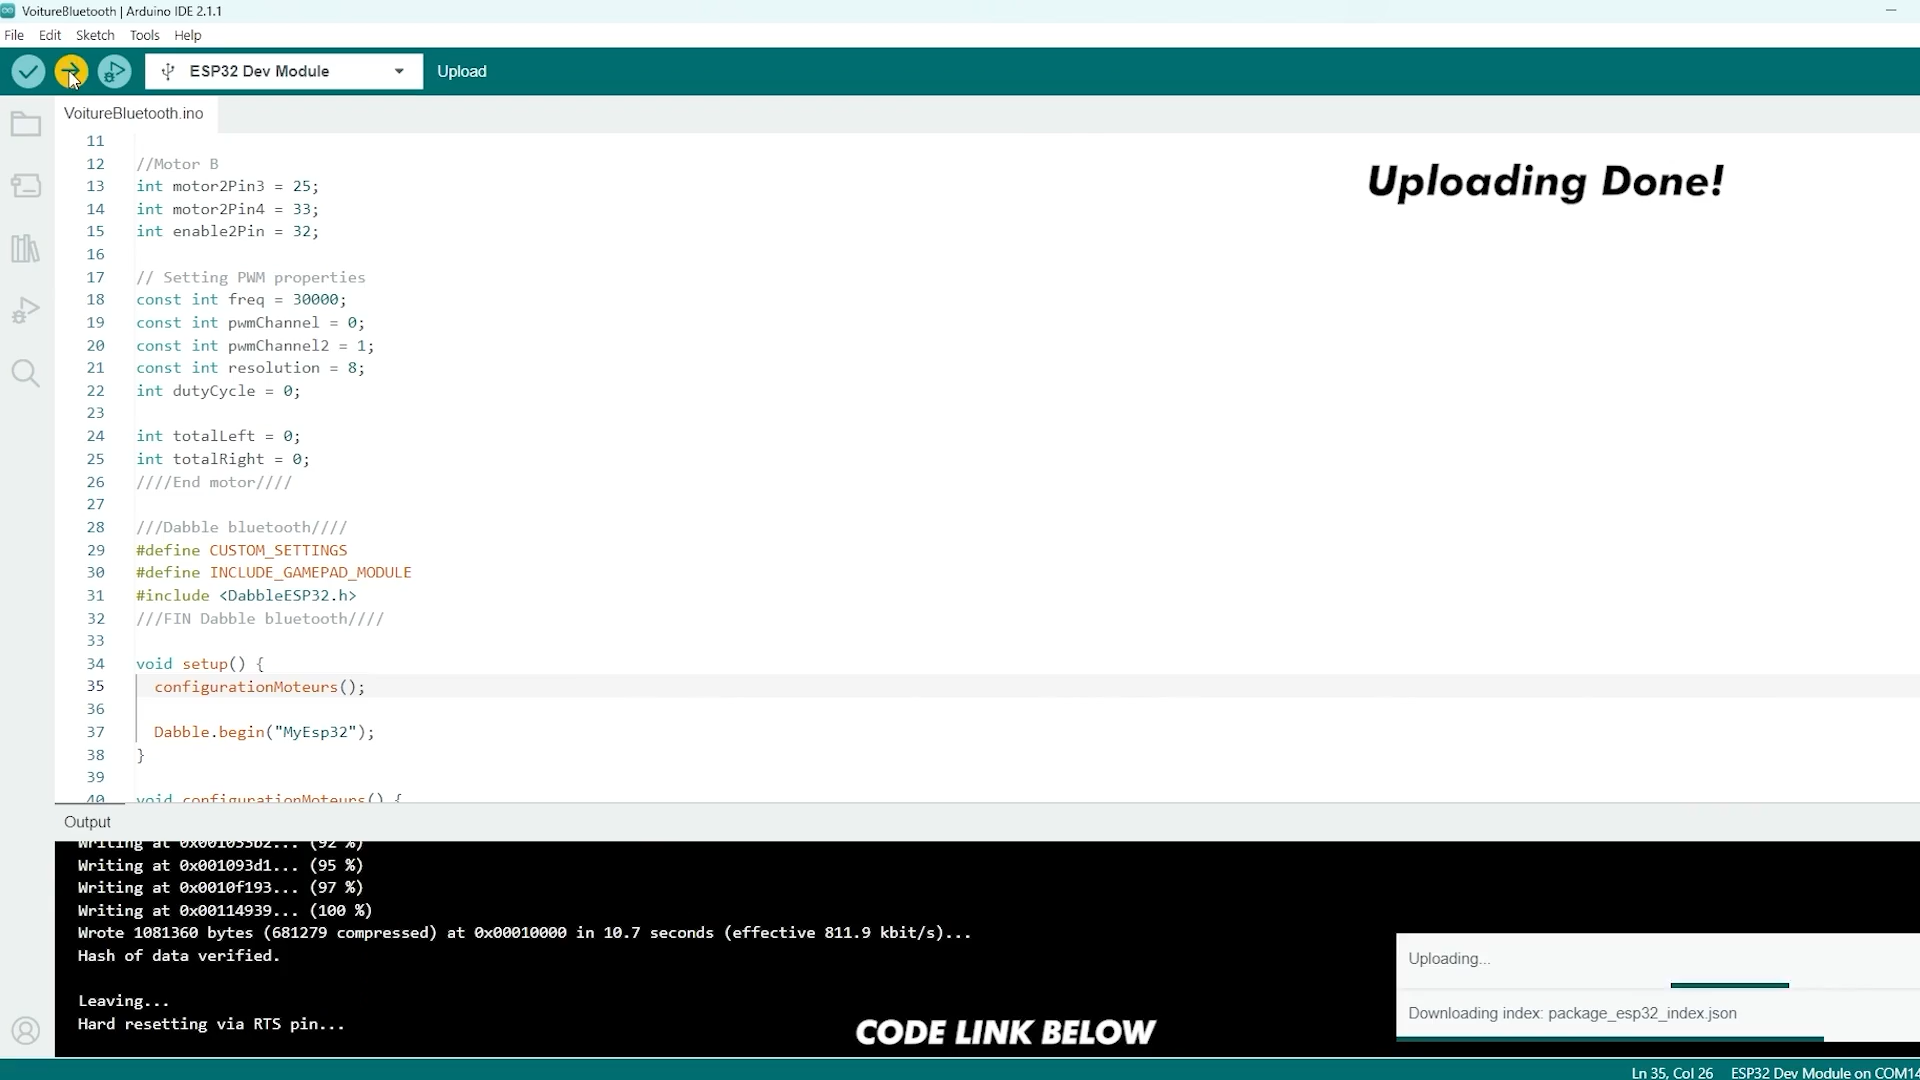 VoitureBluetooth | Arduino IDE 2.1.1
File Edit Sketch Tools Help
ESP32 Dev Module
Upload
VoitureBluetooth.ino
Uploading Done!
11
12 //Motor B
13 int motor2Pin3 = 25;
14 int motor2Pin4 = 33;
15 int enable2Pin = 32;
16
17 // Setting PWM properties
18 const int freq = 30000;
19 const int pwmChannel = 0;
20 const int pwmChannel2 = 1;
21 const int resolution = 8;
22 int dutyCycle = 0;
23
24 int totalLeft = 0;
25 int totalRight = 0;
26 ////End motor////
27
28 ///Dabble bluetooth////
29 #define CUSTOM_SETTINGS
30 #define INCLUDE_GAMEPAD_MODULE
31 #include <DabbleESP32.h>
32 ///FIN Dabble bluetooth////
33
34 void setup() {
35 configurationMoteurs();
36
37 Dabble.begin("MyEsp32");
38 }
39
40 void configurationMoteurs() {
Output
Writing at 0x001033b2... (92 %)
Writing at 0x001093d1... (95 %)
Writing at 0x0010f193... (97 %)
Writing at 0x00114939... (100 %)
Wrote 1081360 bytes (681279 compressed) at 0x00010000 in 10.7 seconds (effective 811.9 kbit/s)...
Hash of data verified.
Leaving...
Hard resetting via RTS pin...
Uploading...
Downloading index: package_esp32_index.json
CODE LINK BELOW
Ln 35, Col 26 ESP32 Dev Module on COM14